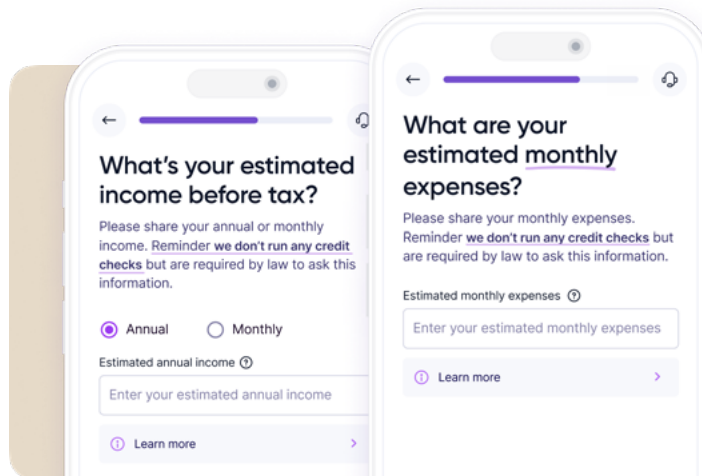 What's your estimated
income before tax?
Please share your annual or monthly
income. Reminder we don't run any credit
checks but are required by law to ask this
information.
Annual
Monthly
Estimated annual income
Enter your estimated annual income
Learn more
What are your
estimated monthly
expenses?
Please share your monthly expenses.
Reminder we don't run any credit checks but
are required by law to ask this information.
Estimated monthly expenses
Enter your estimated monthly expenses
Learn more